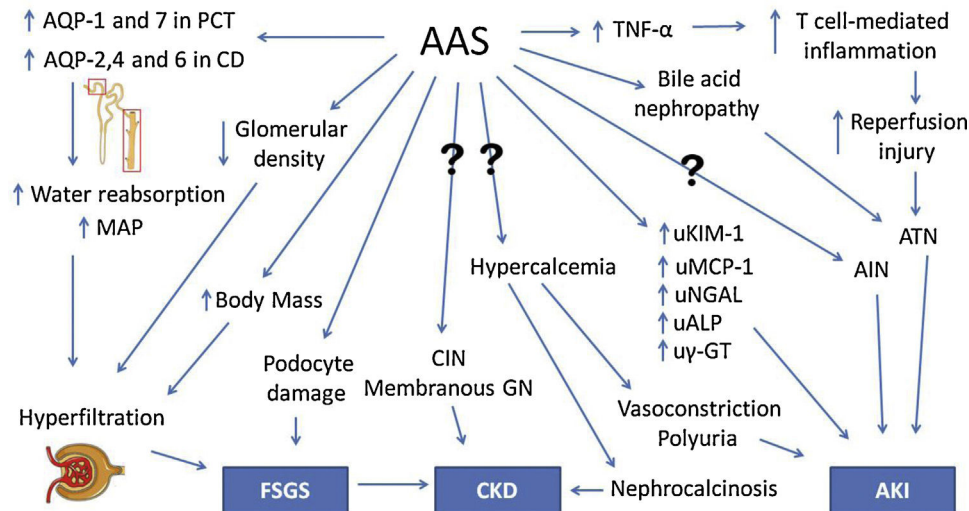 AQP-1 and 7 in PCT
AQP-2,4 and 6 in CD
AAS
TNF-α
T cell-mediated
inflammation
Bile acid
nephropathy
Glomerular
density
Reperfusion
injury
? ?
?
Water reabsorption
MAP
uKIM-1
uMCP-1
uNGAL
uALP
uγ-GT
ATN
AIN
Hypercalcemia
Body Mass
Podocyte
damage
CIN
Membranous GN
Hyperfiltration
Vasoconstriction
Polyuria
FSGS
CKD
Nephrocalcinosis
AKI